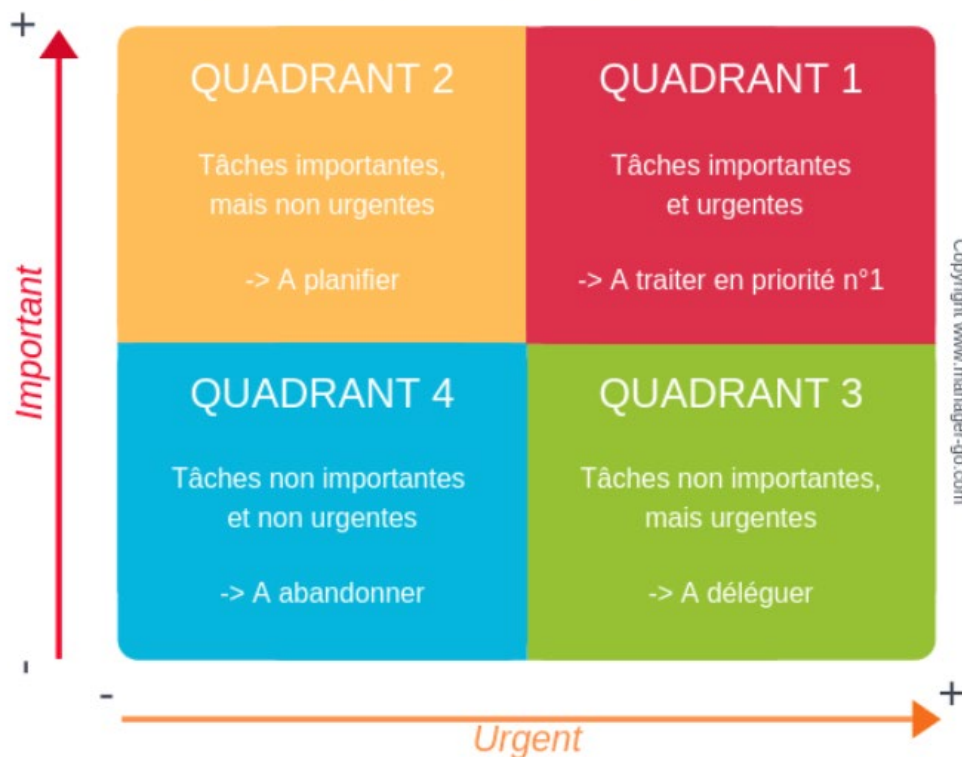 +
QUADRANT 2
Tâches importantes,
mais non urgentes
-> A planifier
QUADRANT 1
Tâches importantes
et urgentes
-> A traiter en priorité n°1
Important
QUADRANT 4
Tâches non importantes
et non urgentes
-> A abandonner
QUADRANT 3
Tâches non importantes,
mais urgentes
-> A déléguer
Copyright www.manager-go.com
-
-
+
Urgent